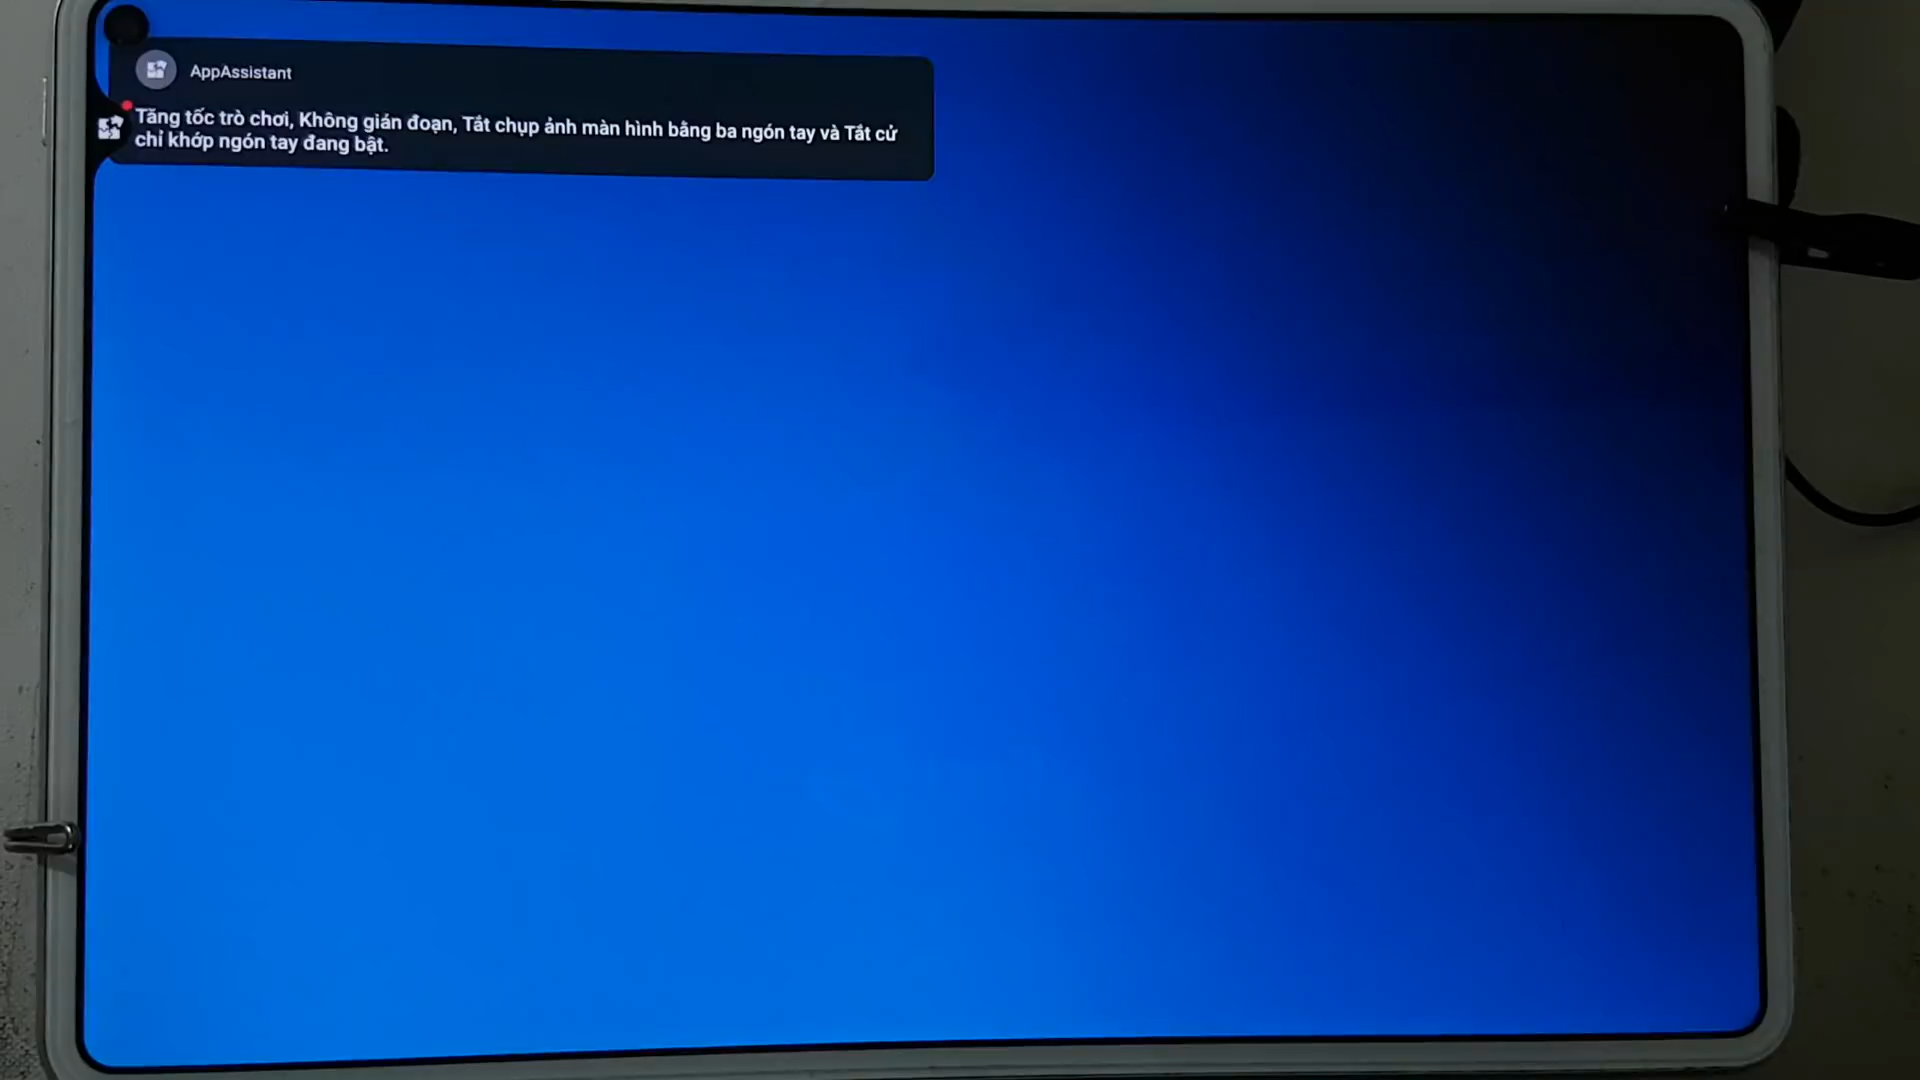 AppAssistant
Tăng tốc trò chơi, Không gián đoạn, Tắt chụp ảnh màn hình bằng ba ngón tay và Tắt cử
chỉ khớp ngón tay đang bật.